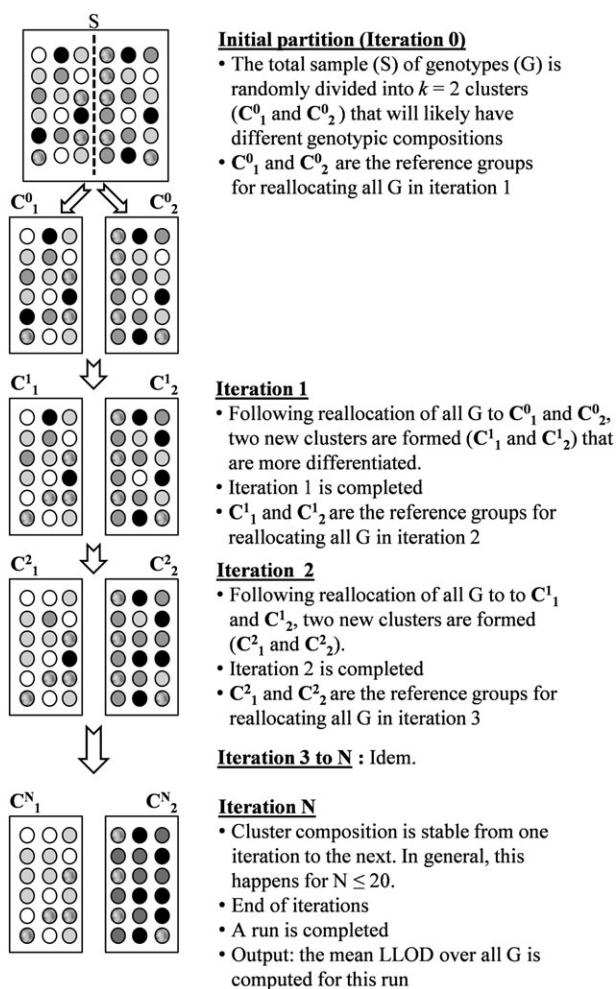 S
Initial partition (Iteration 0)
• The total sample (S) of genotypes (G) is
randomly divided into k = 2 clusters
(C⁰₁ and C⁰₂ ) that will likely have
different genotypic compositions
• C⁰₁ and C⁰₂ are the reference groups
for reallocating all G in iteration 1
C⁰₁ C⁰₂
C¹₁ C¹₂
Iteration 1
• Following reallocation of all G to C⁰₁ and C⁰₂,
two new clusters are formed (C¹₁ and C¹₂) that
are more differentiated.
• Iteration 1 is completed
• C¹₁ and C¹₂ are the reference groups for
reallocating all G in iteration 2
C²₁ C²₂
Iteration 2
• Following reallocation of all G to to C¹₁
and C¹₂, two new clusters are formed
(C²₁ and C²₂).
• Iteration 2 is completed
• C²₁ and C²₂ are the reference groups for
reallocating all G in iteration 3
Iteration 3 to N : Idem.
Cᴺ₁ Cᴺ₂
Iteration N
• Cluster composition is stable from one
iteration to the next. In general, this
happens for N ≤ 20.
• End of iterations
• A run is completed
• Output: the mean LLOD over all G is
computed for this run